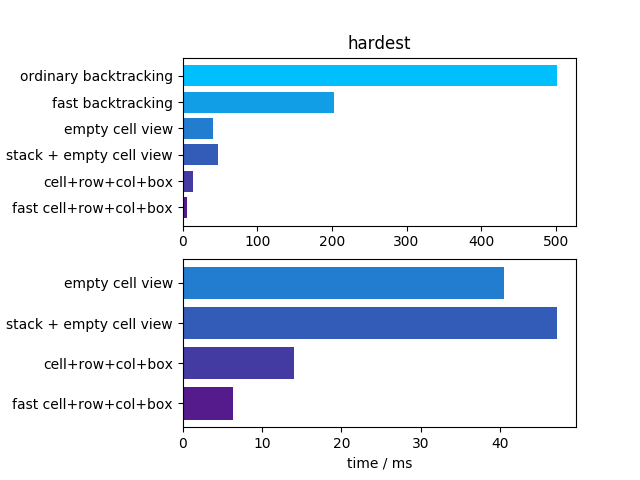 hardest
ordinary backtracking
fast backtracking
empty cell view
stack + empty cell view
cell+row+col+box
fast cell+row+col+box
0 100 200 300 400 500
empty cell view
stack + empty cell view
cell+row+col+box
fast cell+row+col+box
0 10 20 30 40
time / ms